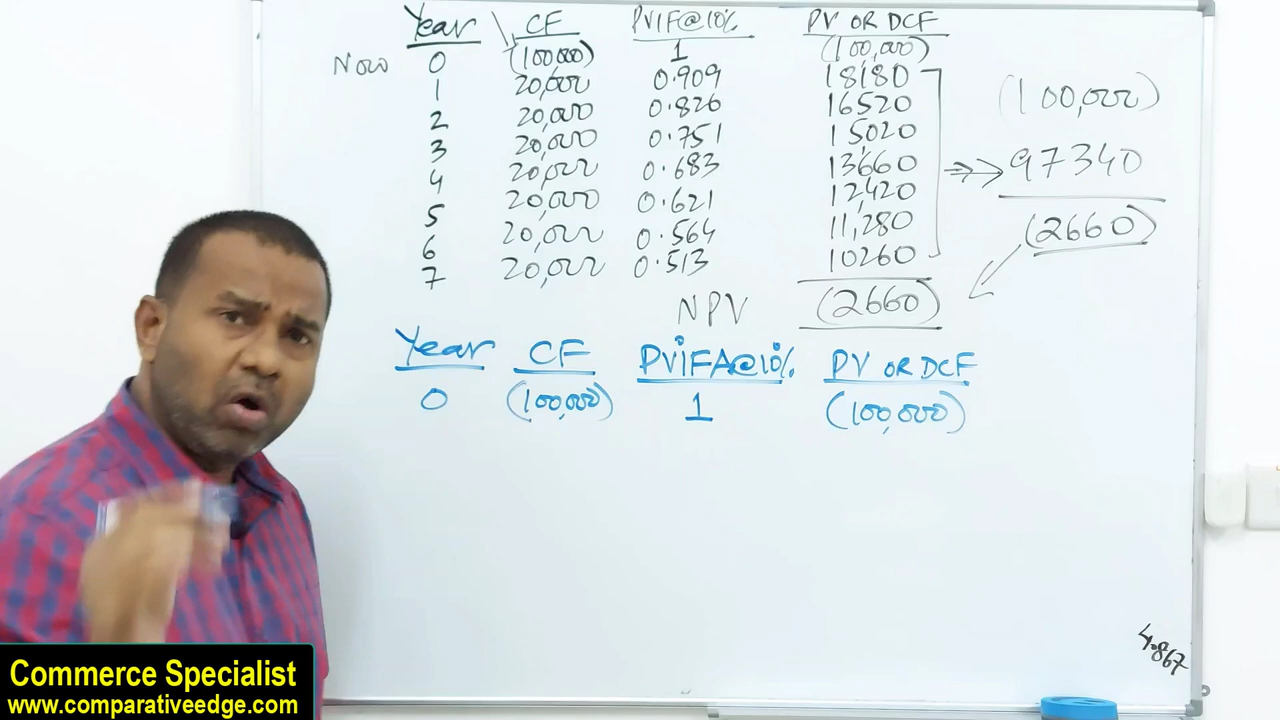 Year CF PVIF@10% PV OR DCF
Now 0 (100,000) 1 (100,000)
1 20,000 0.909 18180
2 20,000 0.826 16520
3 20,000 0.751 15020
4 20,000 0.683 13660
5 20,000 0.621 12,420
6 20,000 0.564 11,280
7 20,000 0.513 10260
NPV (2660)
(100,000)
97340
(2660)
Year CF PViFA@10% PV OR DCF
0 (100,000) 1 (100,000)
4.867
Commerce Specialist
www.comparativeedge.com